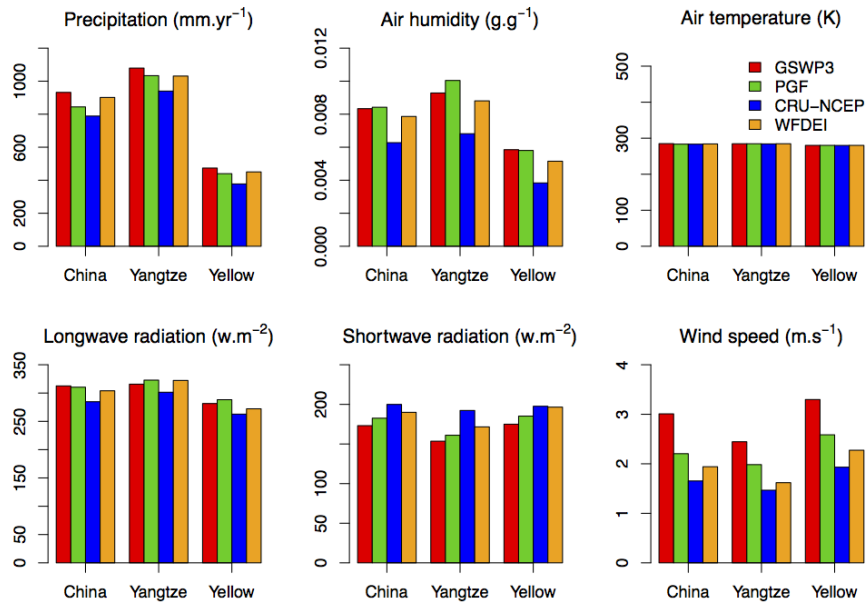 Precipitation (mm.yr⁻¹)
1000
800
600
400
200
0
China Yangtze Yellow
Air humidity (g.g⁻¹)
0.012
0.008
0.004
0.000
China Yangtze Yellow
Air temperature (K)
500
300
100
0
GSWP3
PGF
CRU−NCEP
WFDEI
China Yangtze Yellow
Longwave radiation (w.m⁻²)
350
250
150
50
0
China Yangtze Yellow
Shortwave radiation (w.m⁻²)
200
100
50
0
China Yangtze Yellow
Wind speed (m.s⁻¹)
4
3
2
1
0
China Yangtze Yellow